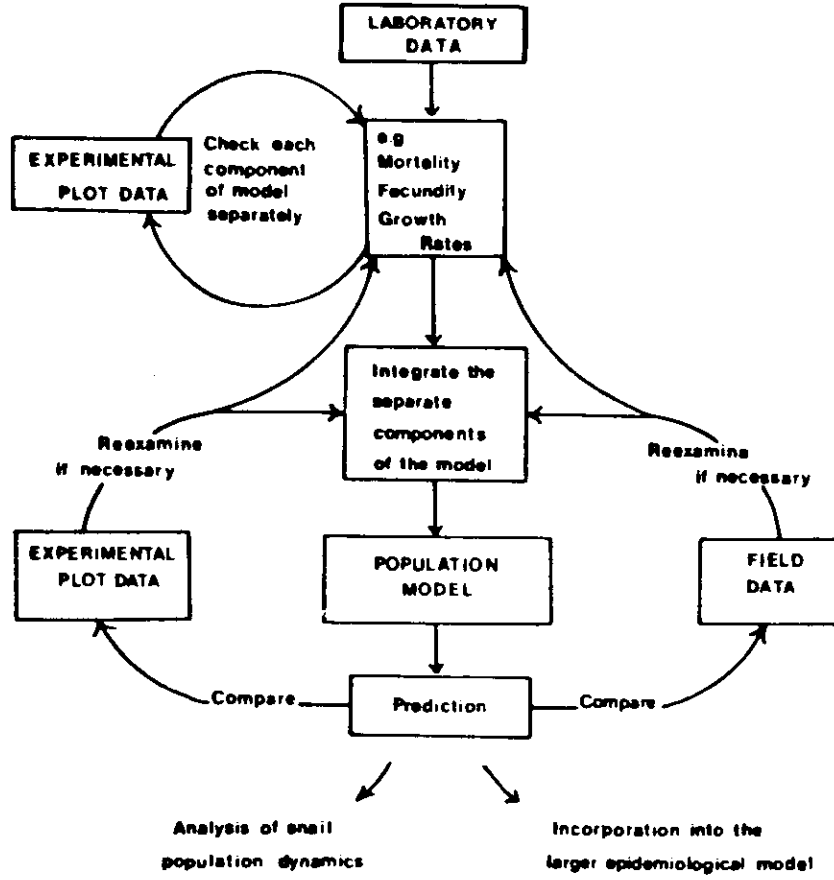 LABORATORY
DATA
e.g
Mortality
Fecundity
Growth
Rates
Check each
component
of model
separately
EXPERIMENTAL
PLOT DATA
Integrate the
separate
components
of the model
Reexamine
if necessary
Reexamine
if necessary
EXPERIMENTAL
PLOT DATA
POPULATION
MODEL
FIELD
DATA
Compare
Prediction
Compare
Analysis of snail
population dynamics
Incorporation into the
larger epidemiological model